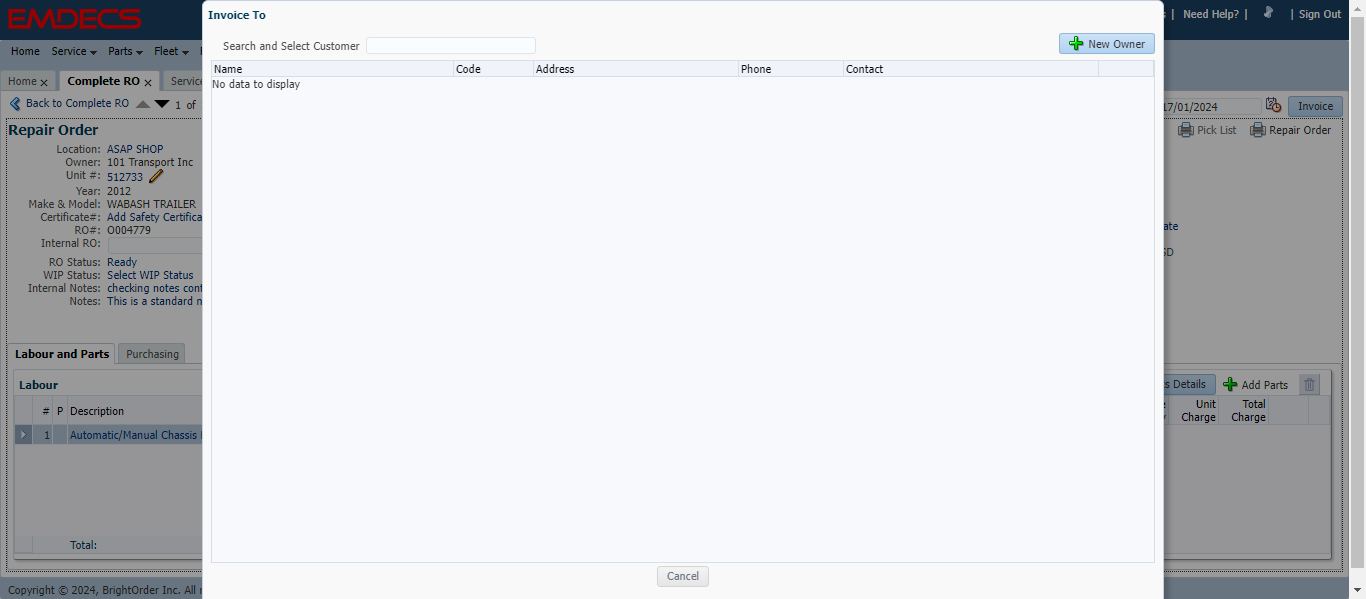 EMDECS
Need Help? |
| Sign Out
Home Service Parts Fleet
Home x Complete RO x Service
Back to Complete RO 1 of
17/01/2024 Invoice
Pick List Repair Order
Repair Order
Location: ASAP SHOP
Owner: 101 Transport Inc
Unit #: 512733
Year: 2012
Make & Model: WABASH TRAILER
Certificate#: Add Safety Certifica
RO#: O004779
Internal RO:
RO Status: Ready
WIP Status: Select WIP Status
Internal Notes: checking notes cont
Notes: This is a standard n
ate
SD
Labour and Parts Purchasing
Labour
# P Description
1 Automatic/Manual Chassis
Total:
s Details Add Parts
Unit Charge
Total Charge
Invoice To
Search and Select Customer
New Owner
Name Code Address Phone Contact
No data to display
Cancel
Copyright © 2024, BrightOrder Inc. All